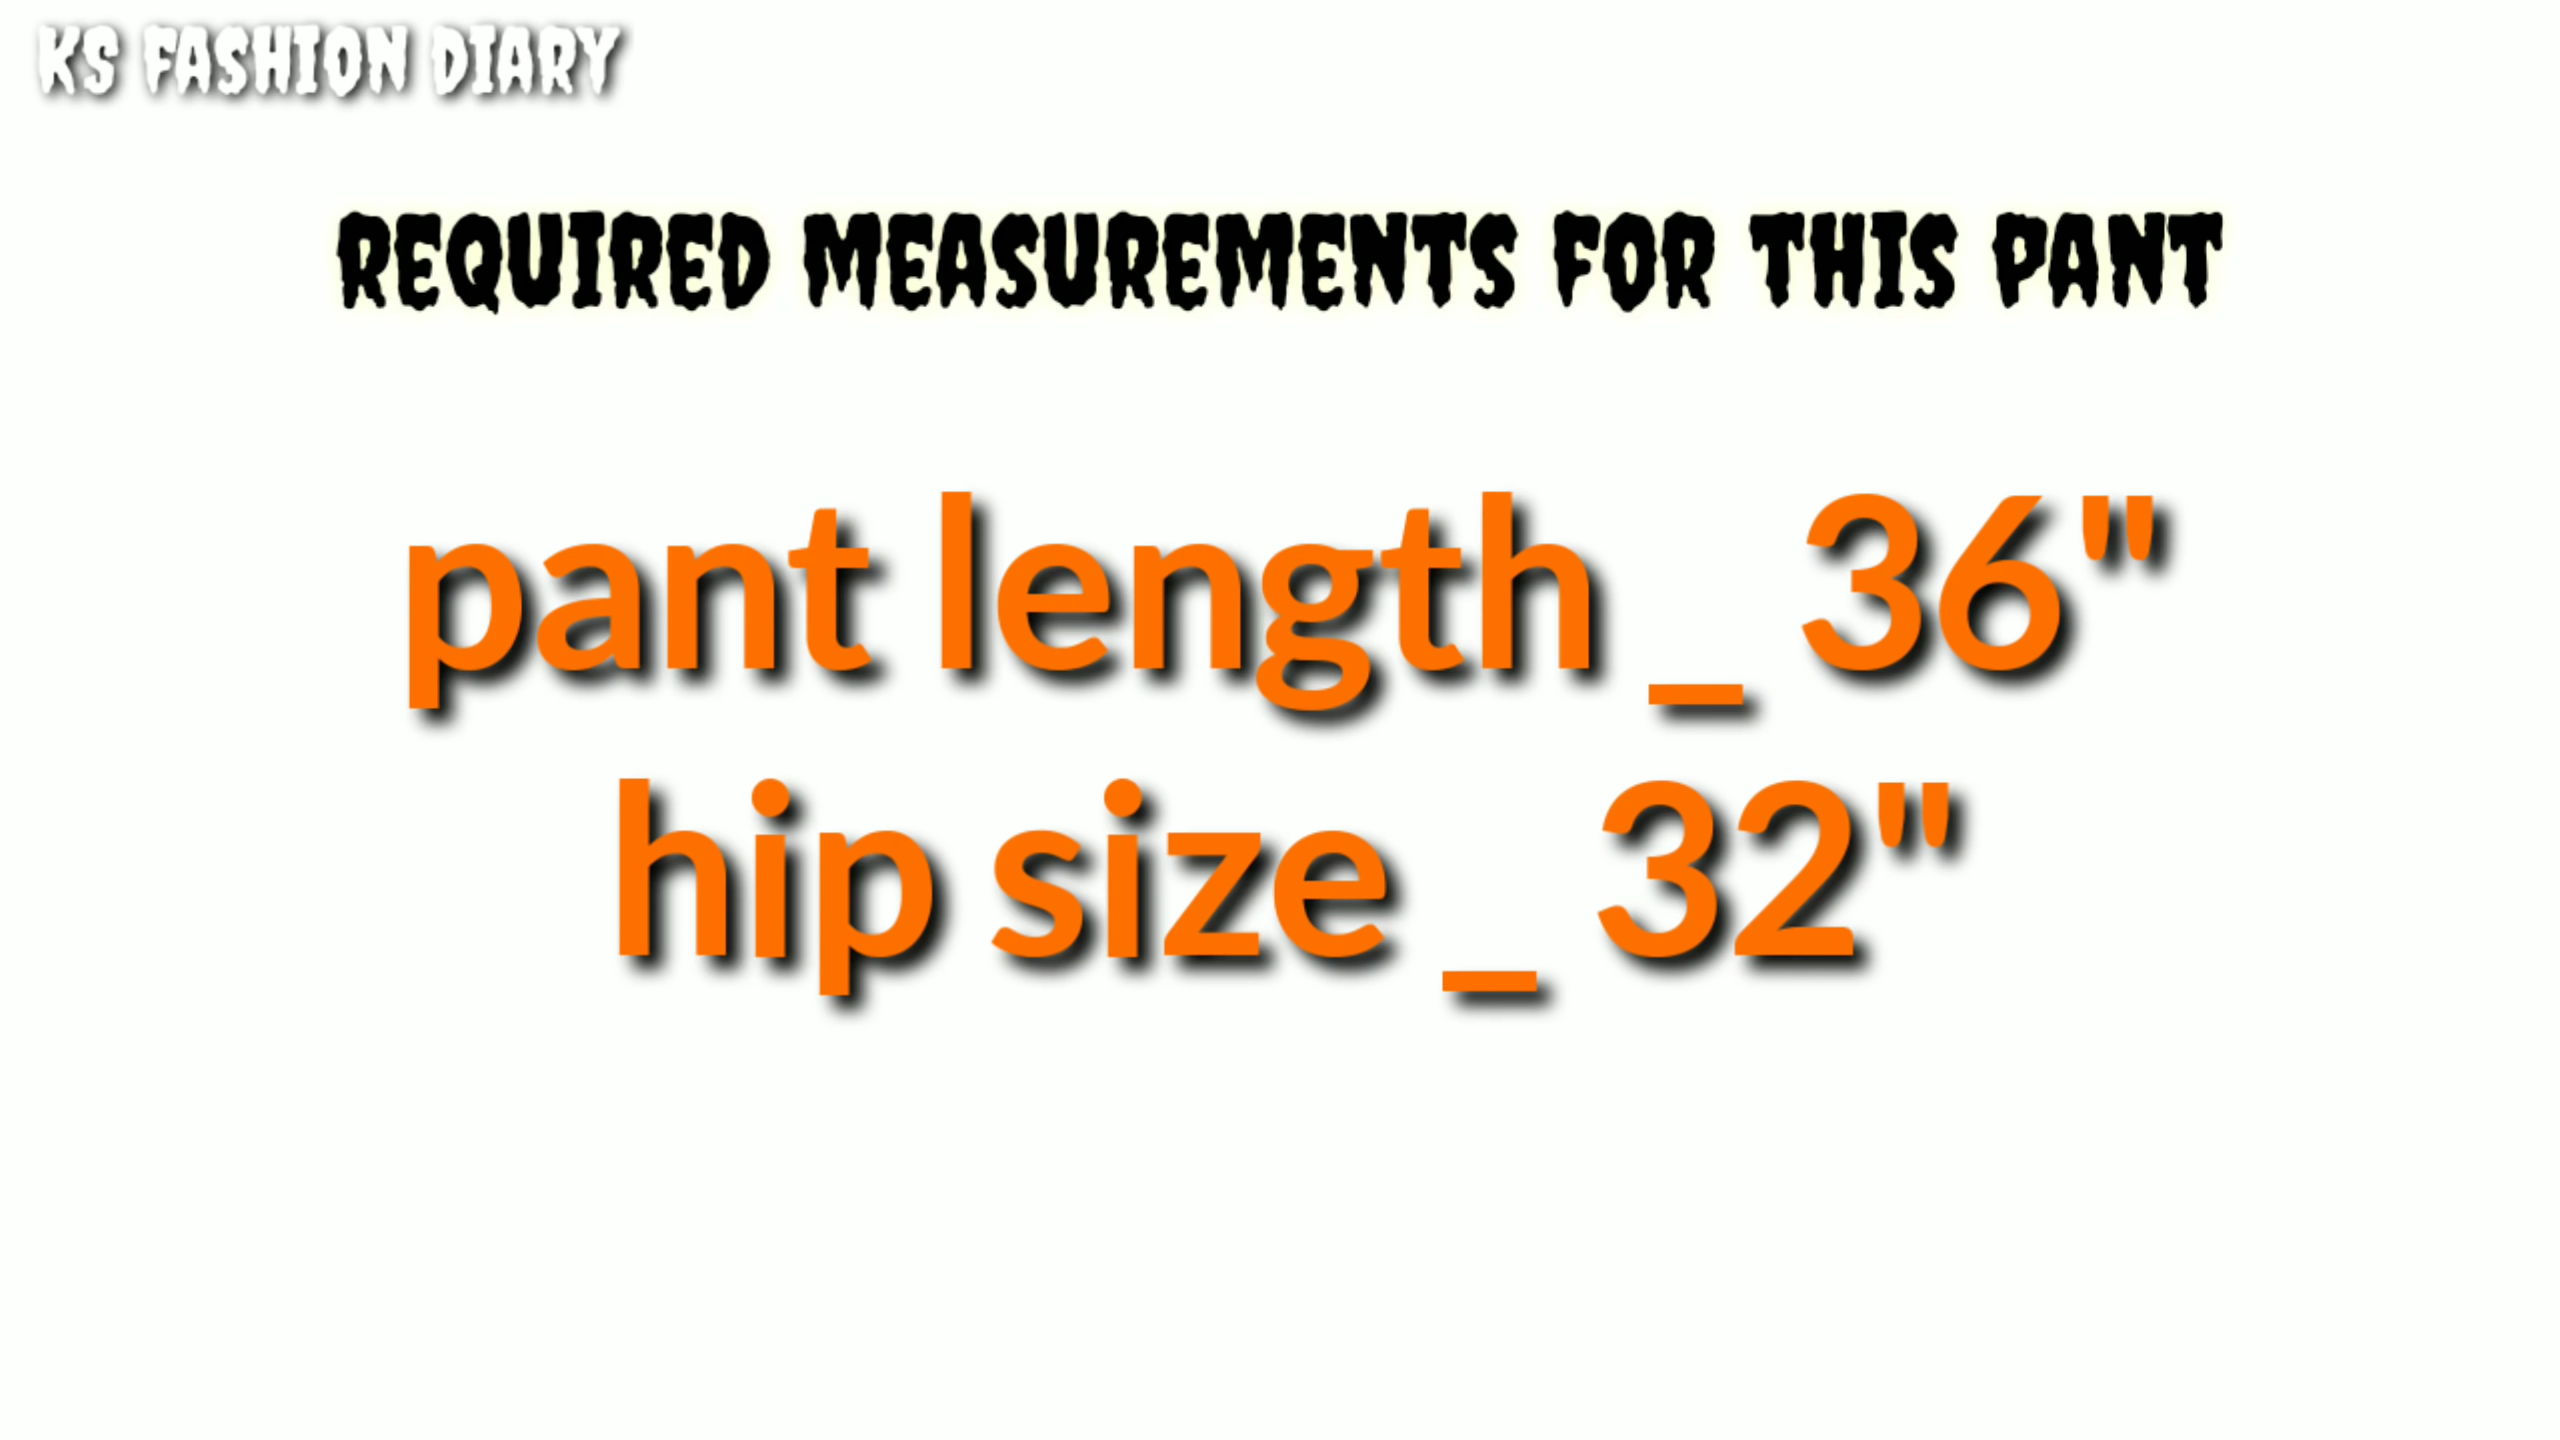 KS FASHION DIARY
REQUIRED MEASUREMENTS FOR THIS PANT
pant length _ 36"
hip size _ 32"